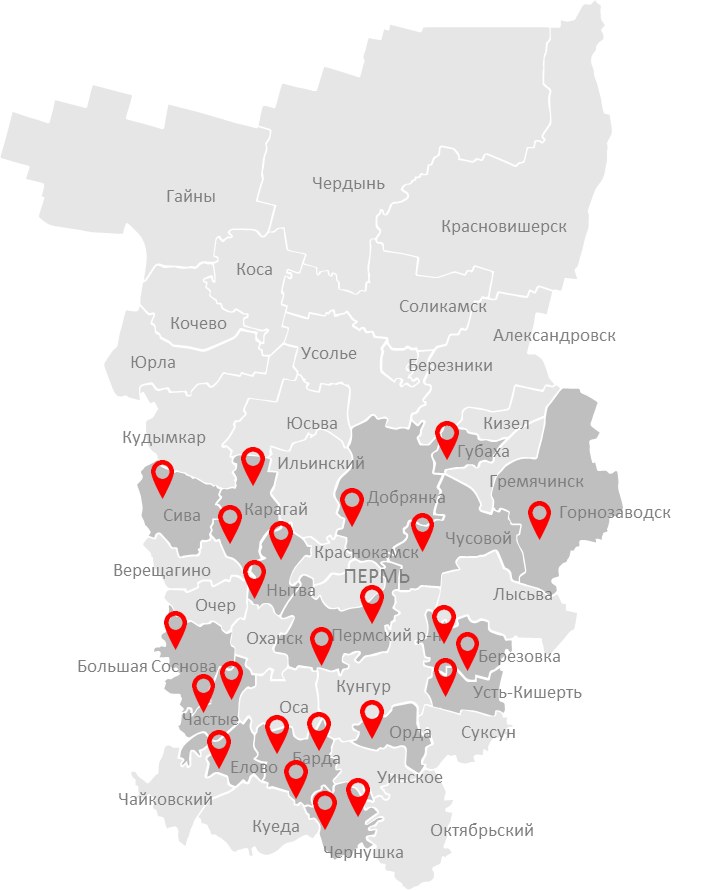 Чердынь
Гайны
Красновишерск
Коса
Соликамск
Кочево
Александровск
Усолье
Юрла
Березники
Юсьва
Кизел
Кудымкар
Губаха
Ильинский
Гремячинск
Добрянка
Карагай
Сива
Горнозаводск
Чусовой
Краснокамск
Верещагино
ПЕРМЬ
Нытва
Лысьва
Очер
Оханск
Пермский р-н
Березовка
Большая Соснова
Кунгур
Усть-Кишерть
Оса
Частые
Орда
Суксун
Барда
Елово
Уинское
Чайковский
Куеда
Октябрьский
Чернушка